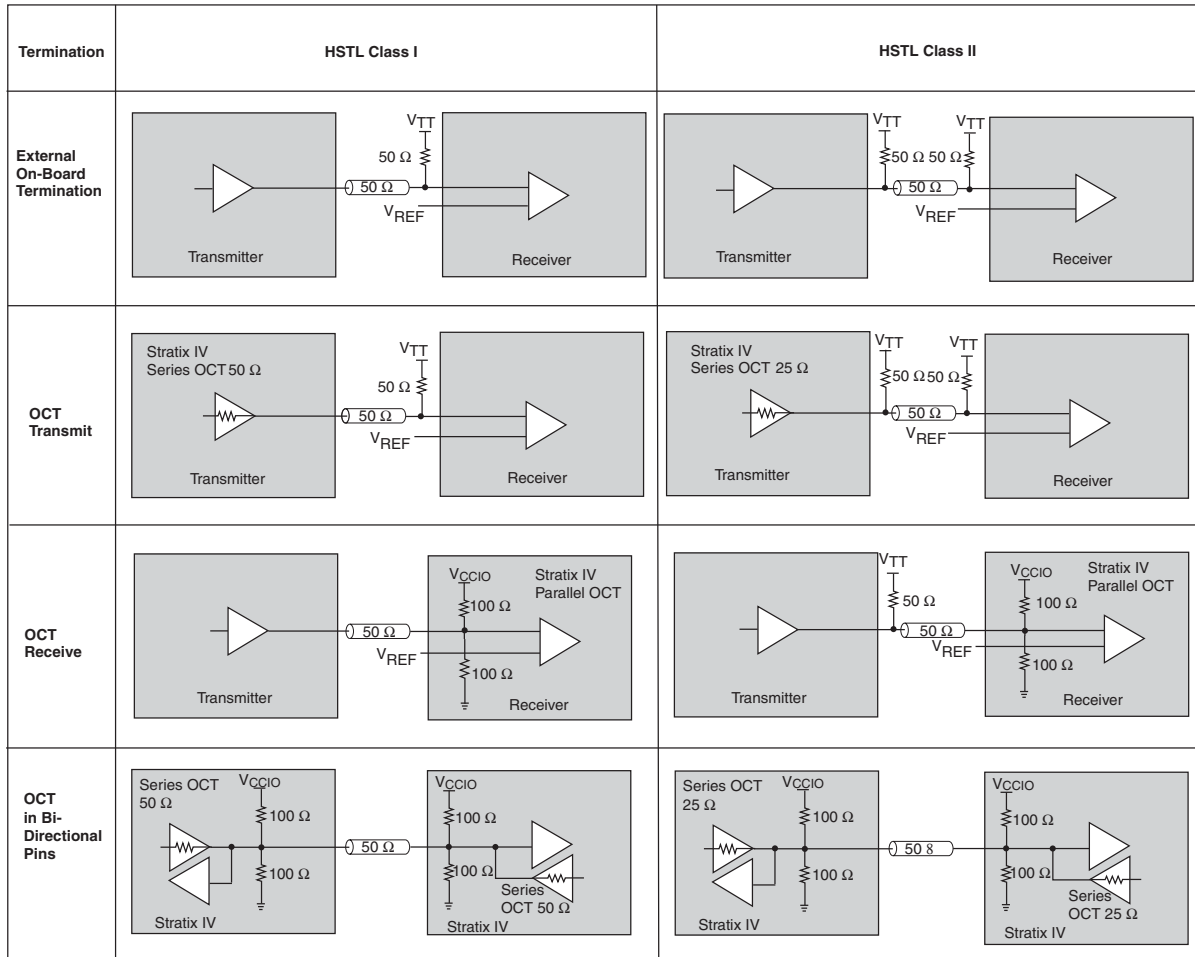 Termination
HSTL Class I
HSTL Class II
External
On-Board
Termination
VTT
50 Ω
50 Ω
VREF
Transmitter
Receiver
VTT
VTT
50 Ω 50 Ω
50 Ω
VREF
Transmitter
Receiver
OCT
Transmit
Stratix IV
Series OCT 50 Ω
VTT
50 Ω
50 Ω
VREF
Transmitter
Receiver
Stratix IV
Series OCT 25 Ω
VTT
VTT
50 Ω 50 Ω
50 Ω
VREF
Transmitter
Receiver
OCT
Receive
VCCIO
Stratix IV
Parallel OCT
100 Ω
50 Ω
VREF
100 Ω
Transmitter
Receiver
VTT
50 Ω
VCCIO
Stratix IV
Parallel OCT
100 Ω
50 Ω
VREF
100 Ω
Transmitter
Receiver
OCT
in Bi-
Directional
Pins
Series OCT
50 Ω
VCCIO
100 Ω
100 Ω
Stratix IV
50 Ω
VCCIO
100 Ω
100 Ω
Series
OCT 50 Ω
Stratix IV
Series OCT
25 Ω
VCCIO
100 Ω
100 Ω
Stratix IV
50 8
VCCIO
100 Ω
100 Ω
Series
OCT 25 Ω
Stratix IV